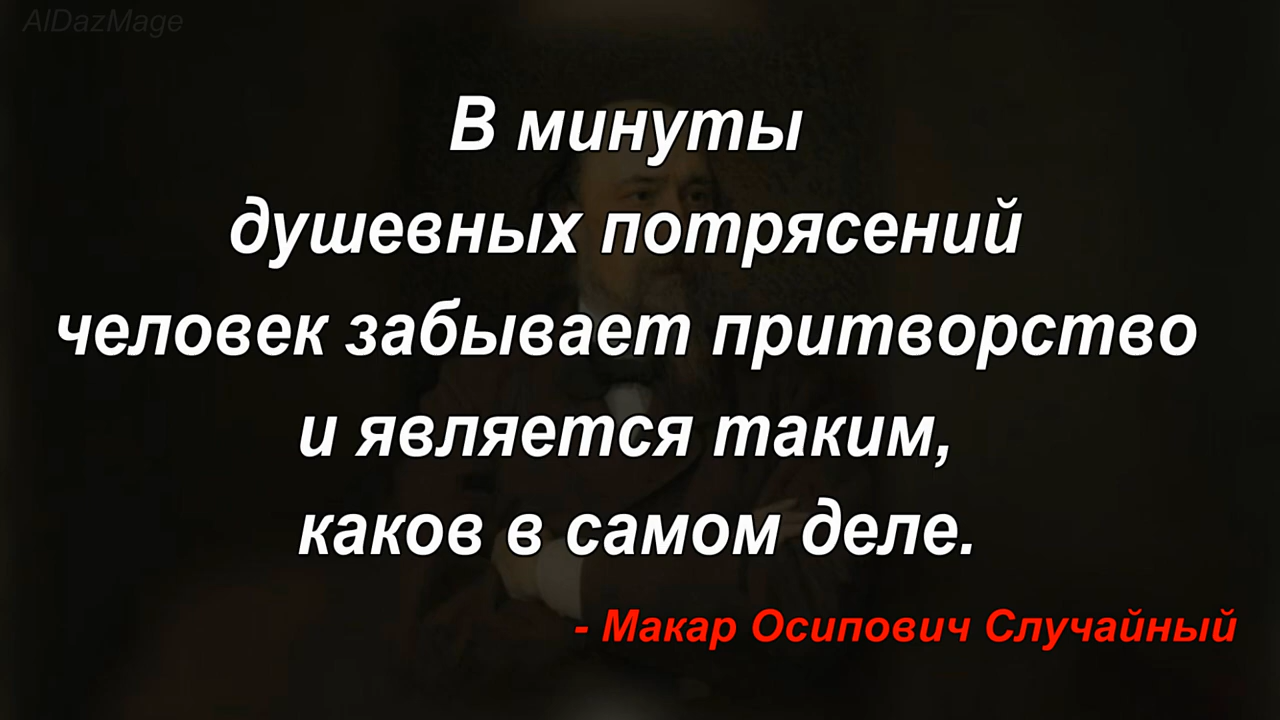 AlDazMage
В минуты
душевных потрясений
человек забывает притворство
и является таким,
каков в самом деле.
- Макар Осипович Случайный